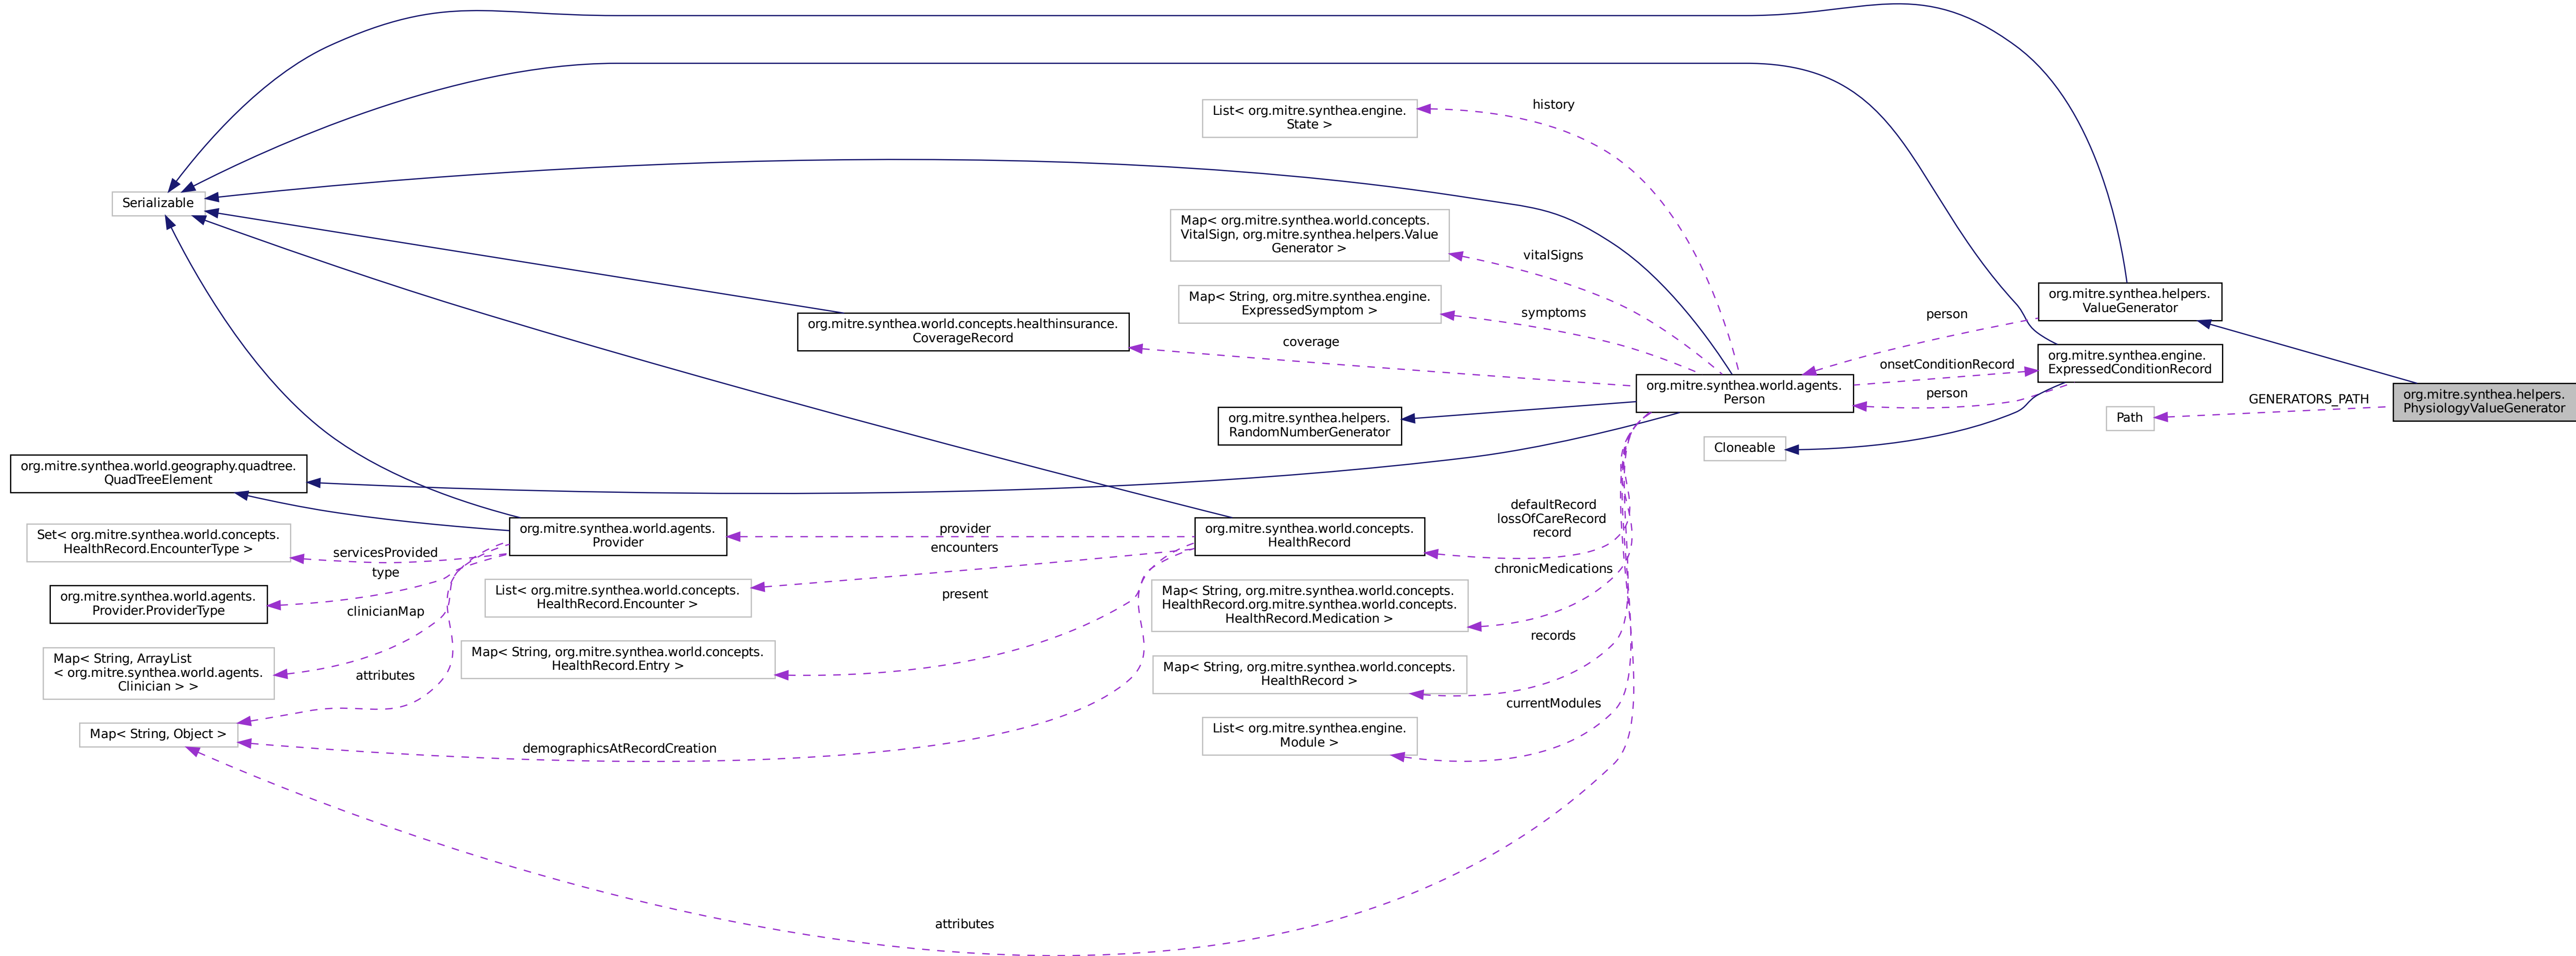 history
List< org.mitre.synthea.engine.
State >
Serializable
Map< org.mitre.synthea.world.concepts.
VitalSign, org.mitre.synthea.helpers.Value
Generator >
vitalSigns
Map< String, org.mitre.synthea.engine.
ExpressedSymptom >
symptoms
org.mitre.synthea.world.concepts.healthinsurance.
CoverageRecord
coverage
org.mitre.synthea.helpers.
ValueGenerator
person
org.mitre.synthea.engine.
ExpressedConditionRecord
onsetConditionRecord
person
org.mitre.synthea.world.agents.
Person
org.mitre.synthea.helpers.
PhysiologyValueGenerator
GENERATORS_PATH
Path
org.mitre.synthea.helpers.
RandomNumberGenerator
Cloneable
org.mitre.synthea.world.geography.quadtree.
QuadTreeElement
org.mitre.synthea.world.agents.
Provider
provider
encounters
present
org.mitre.synthea.world.concepts.
HealthRecord
defaultRecord
lossOfCareRecord
record
Set< org.mitre.synthea.world.concepts.
HealthRecord.EncounterType >
servicesProvided
type
org.mitre.synthea.world.agents.
Provider.ProviderType
clinicianMap
List< org.mitre.synthea.world.concepts.
HealthRecord.Encounter >
chronicMedications
Map< String, org.mitre.synthea.world.concepts.
HealthRecord.org.mitre.synthea.world.concepts.
HealthRecord.Medication >
records
Map< String, ArrayList
< org.mitre.synthea.world.agents.
Clinician > >
attributes
Map< String, org.mitre.synthea.world.concepts.
HealthRecord.Entry >
Map< String, org.mitre.synthea.world.concepts.
HealthRecord >
currentModules
Map< String, Object >
demographicsAtRecordCreation
List< org.mitre.synthea.engine.
Module >
attributes